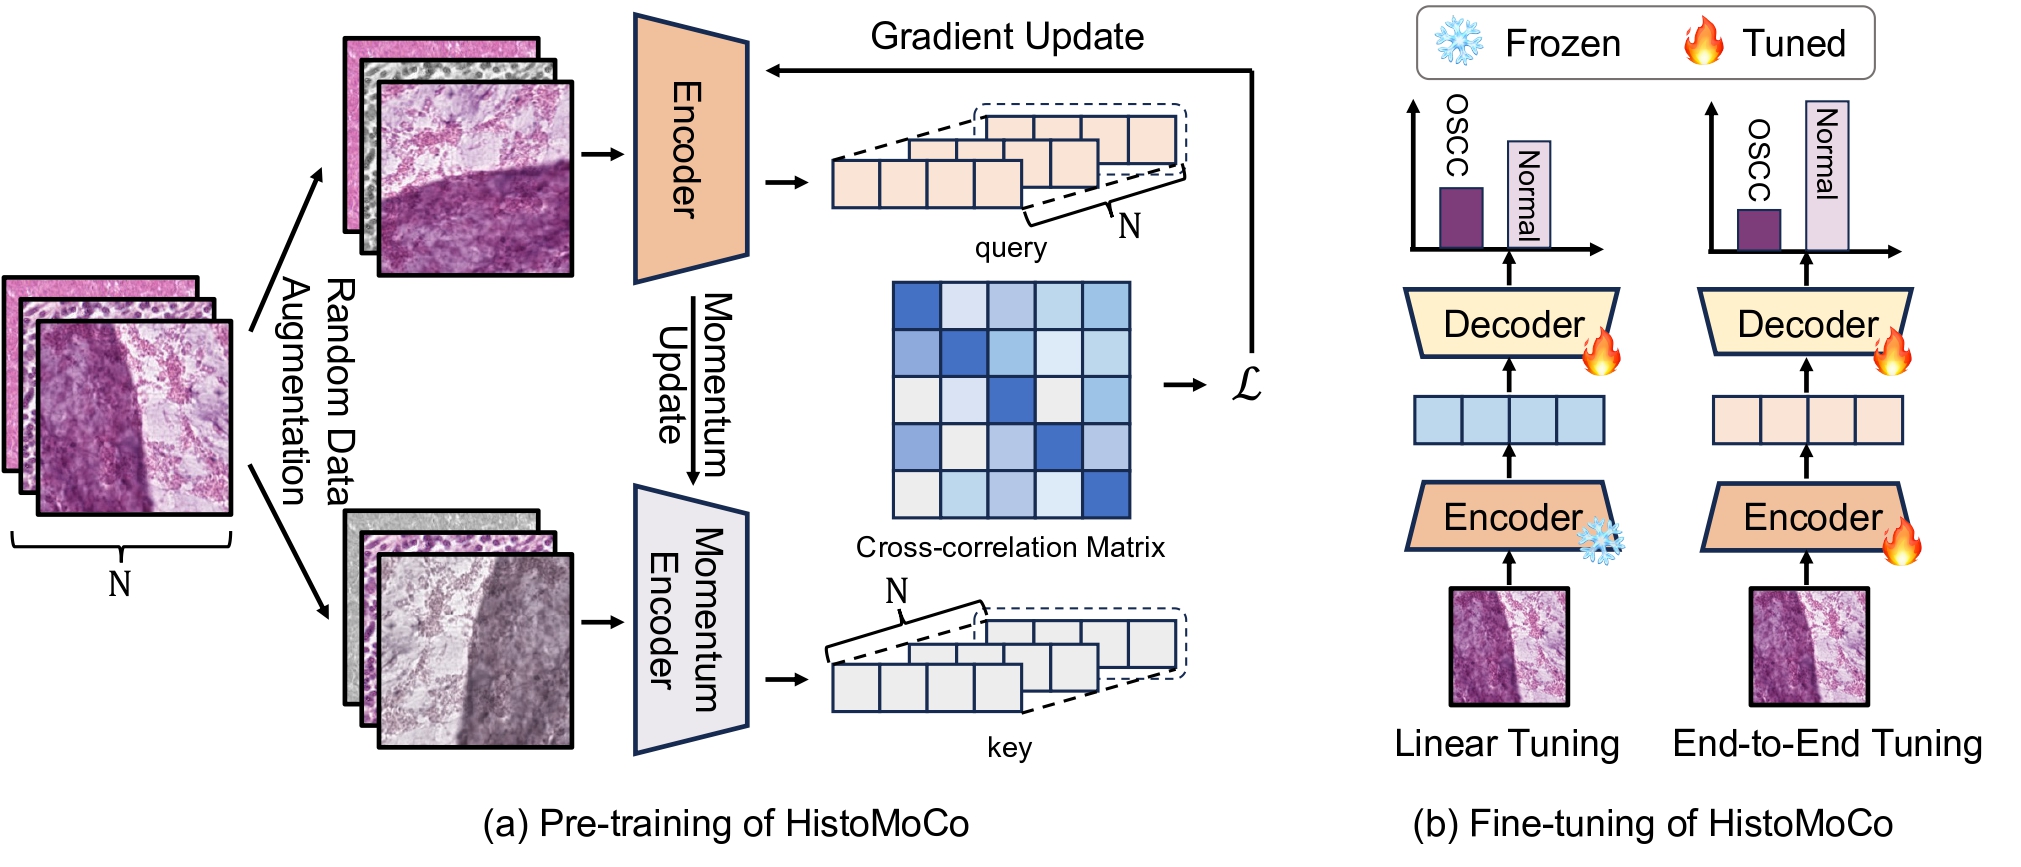 Gradient Update
Encoder
Random Data
Augmentation
N
query
N
Momentum
Update
Cross-correlation Matrix
ℒ
Momentum
Encoder
N
key
(a) Pre-training of HistoMoCo
Frozen
Tuned
OSCC
Normal
OSCC
Normal
Decoder
Decoder
Encoder
Encoder
Linear Tuning
End-to-End Tuning
(b) Fine-tuning of HistoMoCo